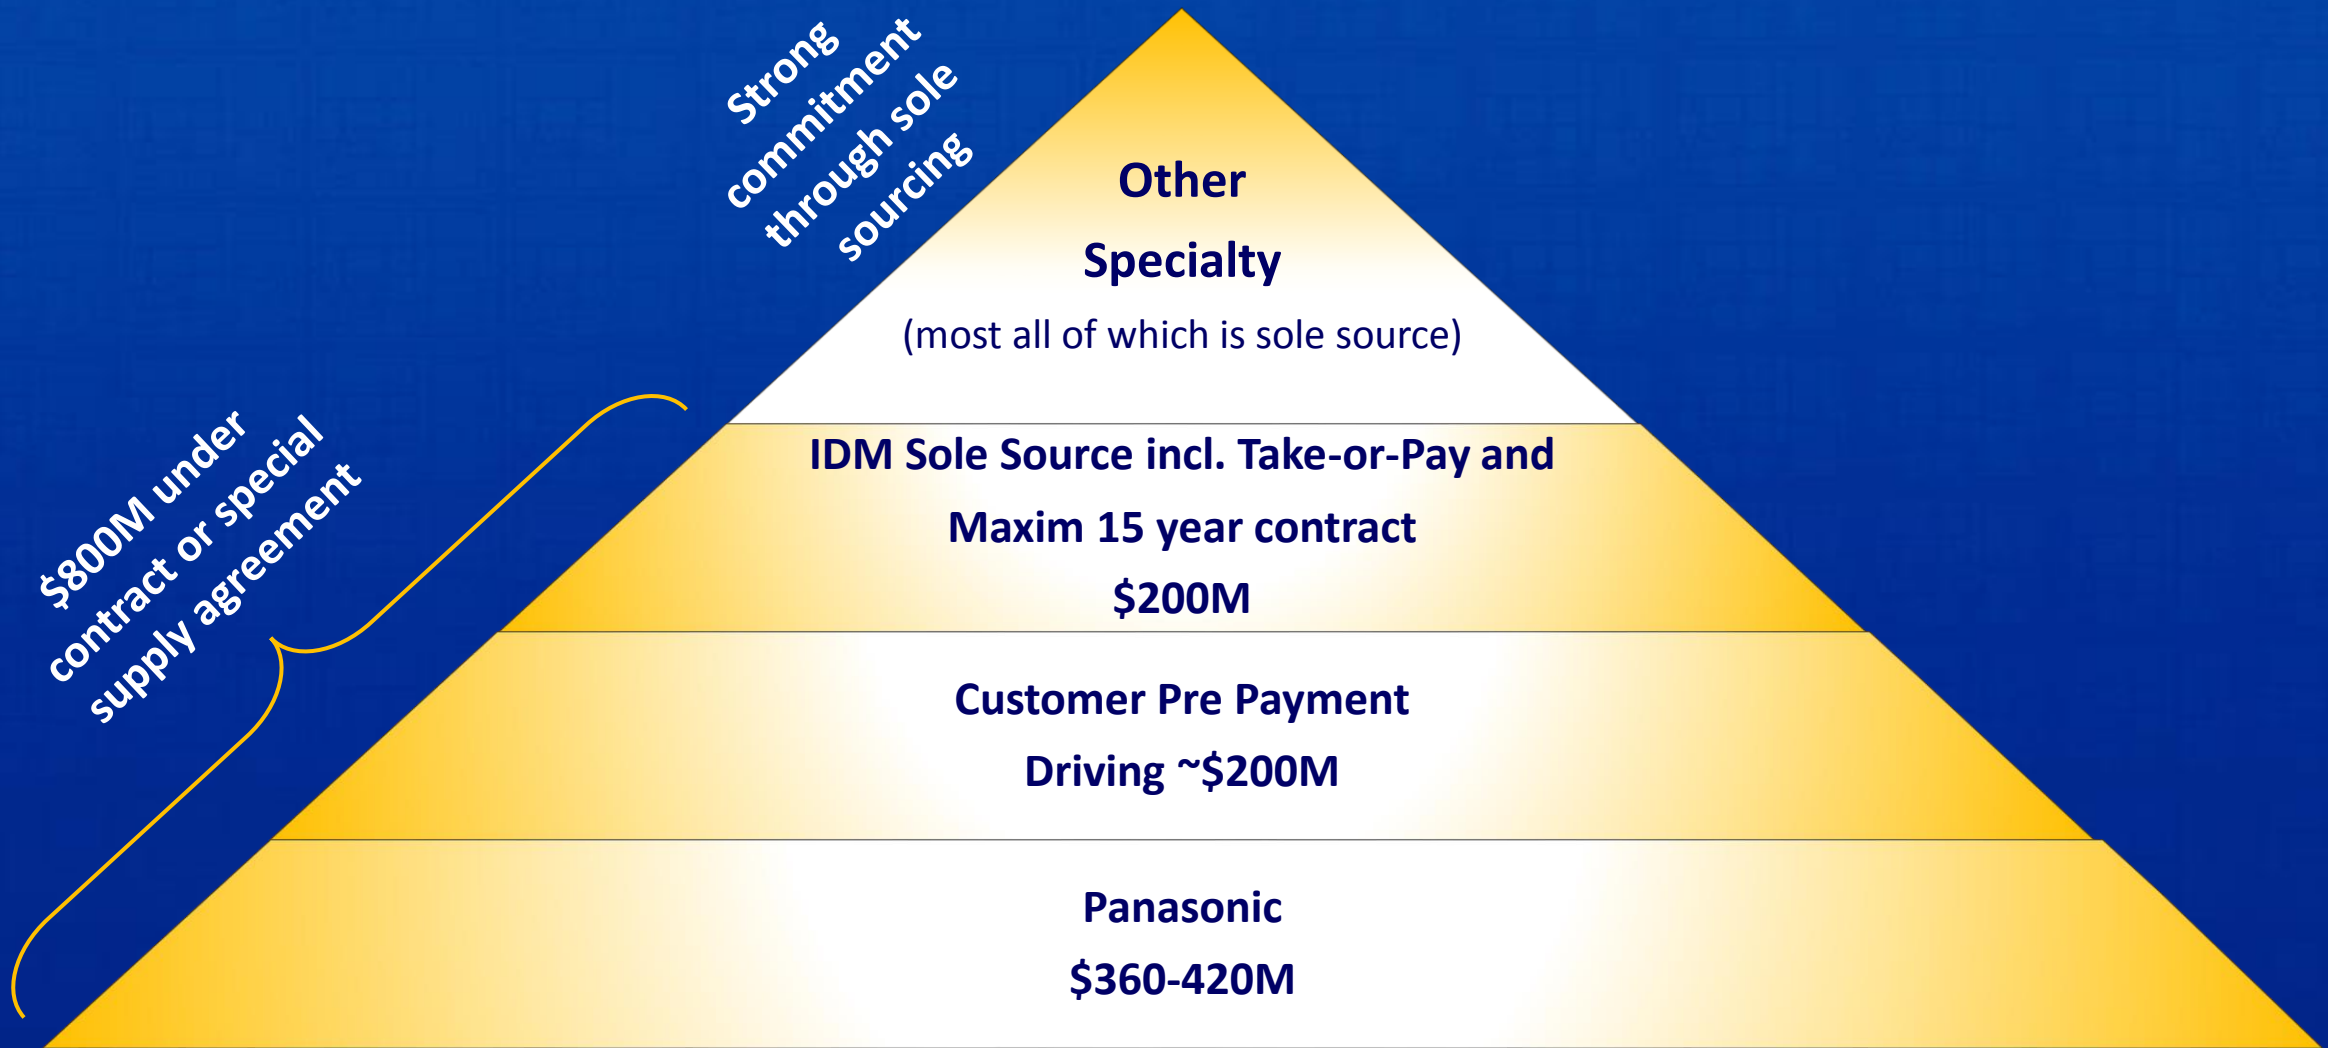 Strong
commitment
through sole
sourcing
Other
Specialty
(most all of which is sole source)
$800M under
contract or special
supply agreement
IDM Sole Source incl. Take-or-Pay and
Maxim 15 year contract
$200M
Customer Pre Payment
Driving ~$200M
Panasonic
$360-420M